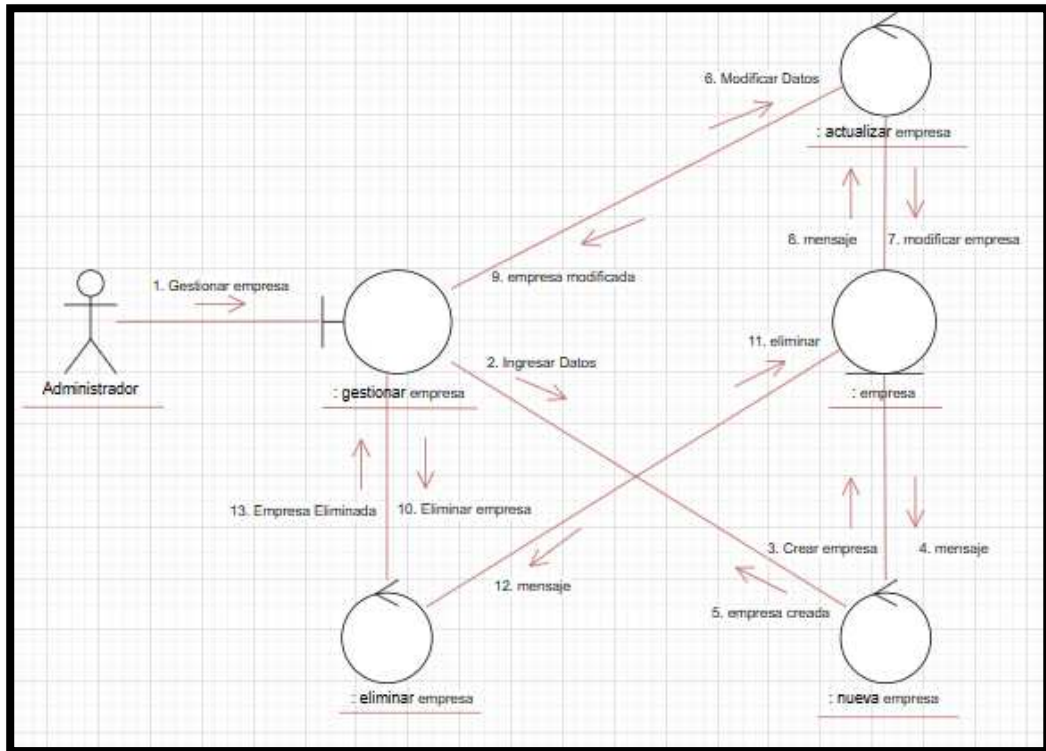 6. Modificar Datos
: actualizar empresa
8. mensaje
7. modificar empresa
9. empresa modificada
1. Gestionar empresa
Administrador
: gestionar empresa
2. Ingresar Datos
11. eliminar
: empresa
13. Empresa Eliminada
10. Eliminar empresa
3. Crear empresa
4. mensaje
12. mensaje
5. empresa creada
: eliminar empresa
: nueva empresa